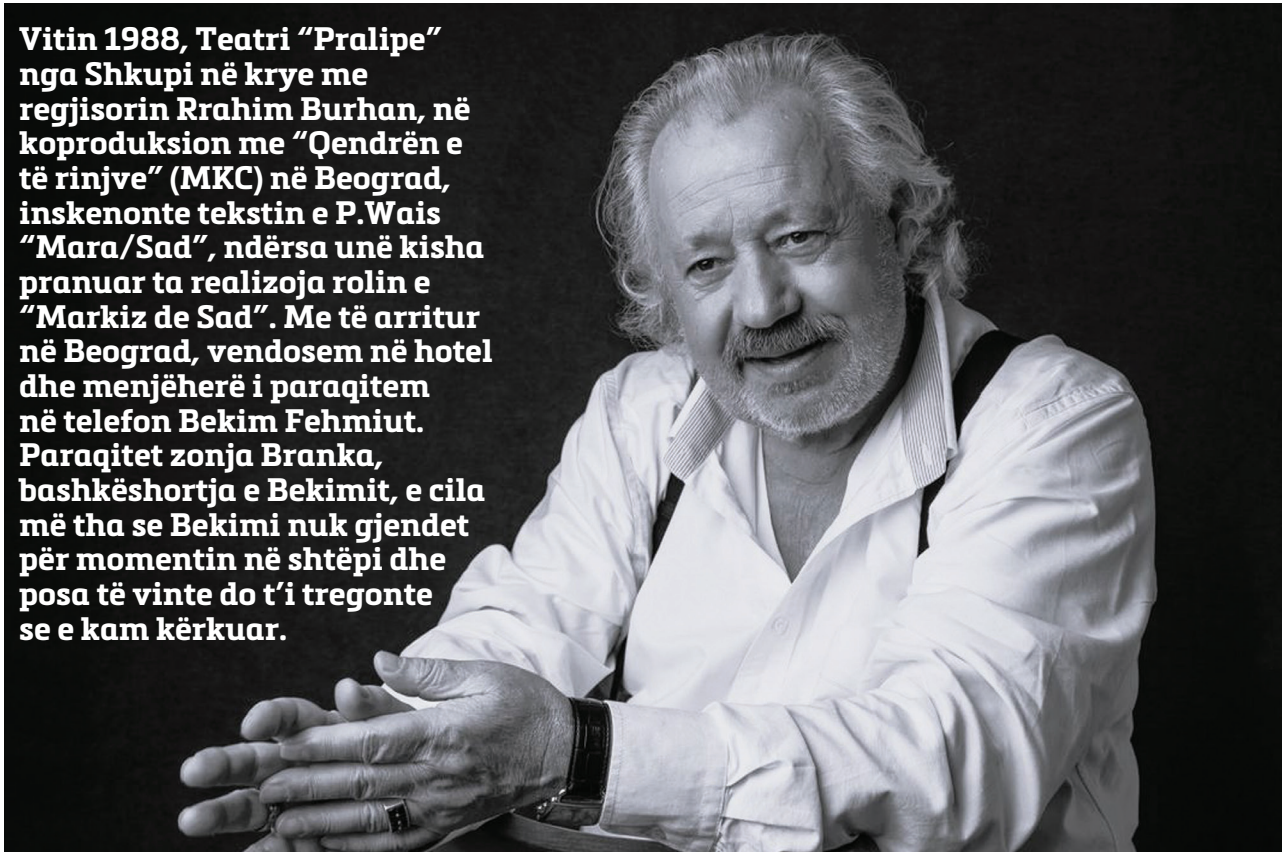 Vitin 1988, Teatri “Pralipe”
nga Shkupi në krye me
regjisorin Rrahim Burhan, në
koproduksion me “Qendrën e
të rinjve” (MKC) në Beograd,
inskenonte tekstin e P.Wais
“Mara/Sad”, ndërsa unë kisha
pranuar ta realizoja rolin e
“Markiz de Sad”. Me të arritur
në Beograd, vendosem në hotel
dhe menjëherë i paraqitem
në telefon Bekim Fehmiut.
Paraqitet zonja Branka,
bashkëshortja e Bekimit, e cila
më tha se Bekimi nuk gjendet
për momentin në shtëpi dhe
posa të vinte do t’i tregonte
se e kam kërkuar.